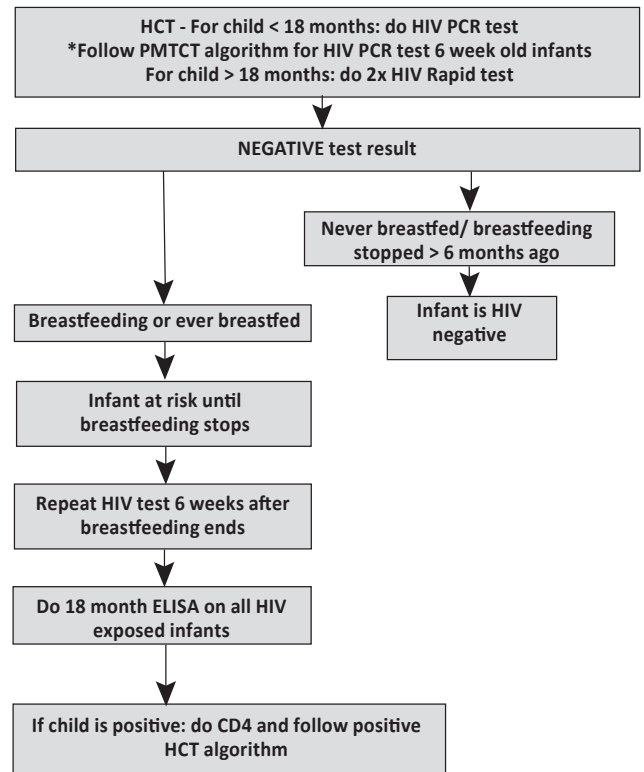 HCT - For child < 18 months: do HIV PCR test
*Follow PMTCT algorithm for HIV PCR test 6 week old infants
For child > 18 months: do 2x HIV Rapid test
NEGATIVE test result
Never breastfed/ breastfeeding
stopped > 6 months ago
Infant is HIV
negative
Breastfeeding or ever breastfed
Infant at risk until
breastfeeding stops
Repeat HIV test 6 weeks after
breastfeeding ends
Do 18 month ELISA on all HIV
exposed infants
If child is positive: do CD4 and follow positive
HCT algorithm